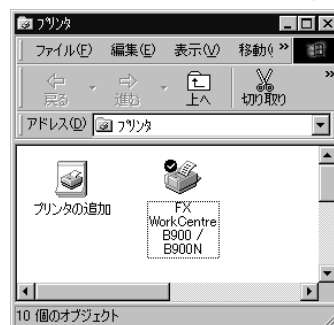 プリンタ
ファイル(F) 編集(E) 表示(V) 移動( »
戻る 進む 上へ 切り取り »
アドレス(D) プリンタ
プリンタの追加
FX
WorkCentre
B900 /
B900N
10 個のオブジェクト